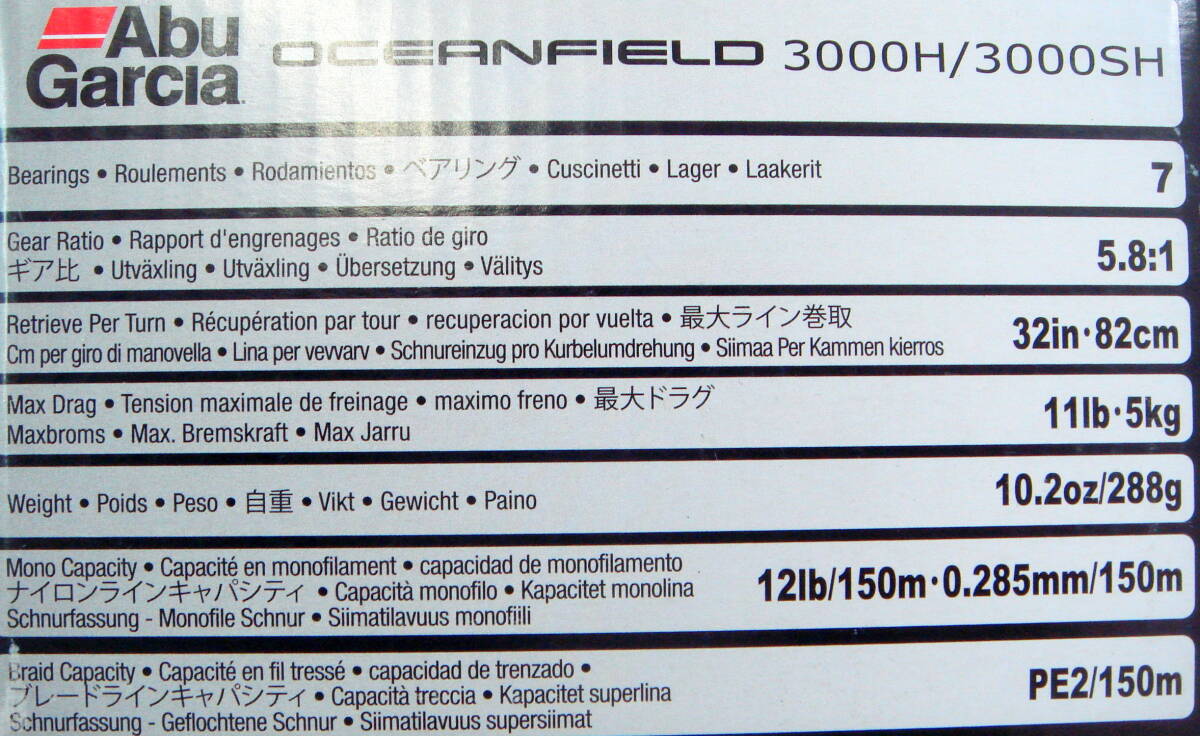 Abu
Garcia
OCEANFIELD 3000H/3000SH
Bearings • Roulements • Rodamientos • ベアリング • Cuscinetti • Lager • Laakerit
7
Gear Ratio • Rapport d'engrenages • Ratio de giro
ギア比 • Utväxling • Utväxling • Übersetzung • Välitys
5.8:1
Retrieve Per Turn • Récupération par tour • recuperacion por vuelta • 最大ライン巻取
Cm per giro di manovella • Lina per vevvarv • Schnureinzug pro Kurbelumdrehung • Siimaa Per Kammen kierros
32in·82cm
Max Drag • Tension maximale de freinage • maximo freno • 最大ドラグ
Maxbroms • Max. Bremskraft • Max Jarru
11lb·5kg
Weight • Poids • Peso • 自重 • Vikt • Gewicht • Paino
10.2oz/288g
Mono Capacity • Capacité en monofilament • capacidad de monofilamento
ナイロンラインキャパシティ • Capacità monofilo • Kapacitet monolina
Schnurfassung - Monofile Schnur • Siimatilavuus monofiili
12lb/150m·0.285mm/150m
Braid Capacity • Capacité en fil tressé • capacidad de trenzado •
ブレードラインキャパシティ • Capacità treccia • Kapacitet superlina
Schnurfassung - Geflochtene Schnur • Siimatilavuus supersiimat
PE2/150m